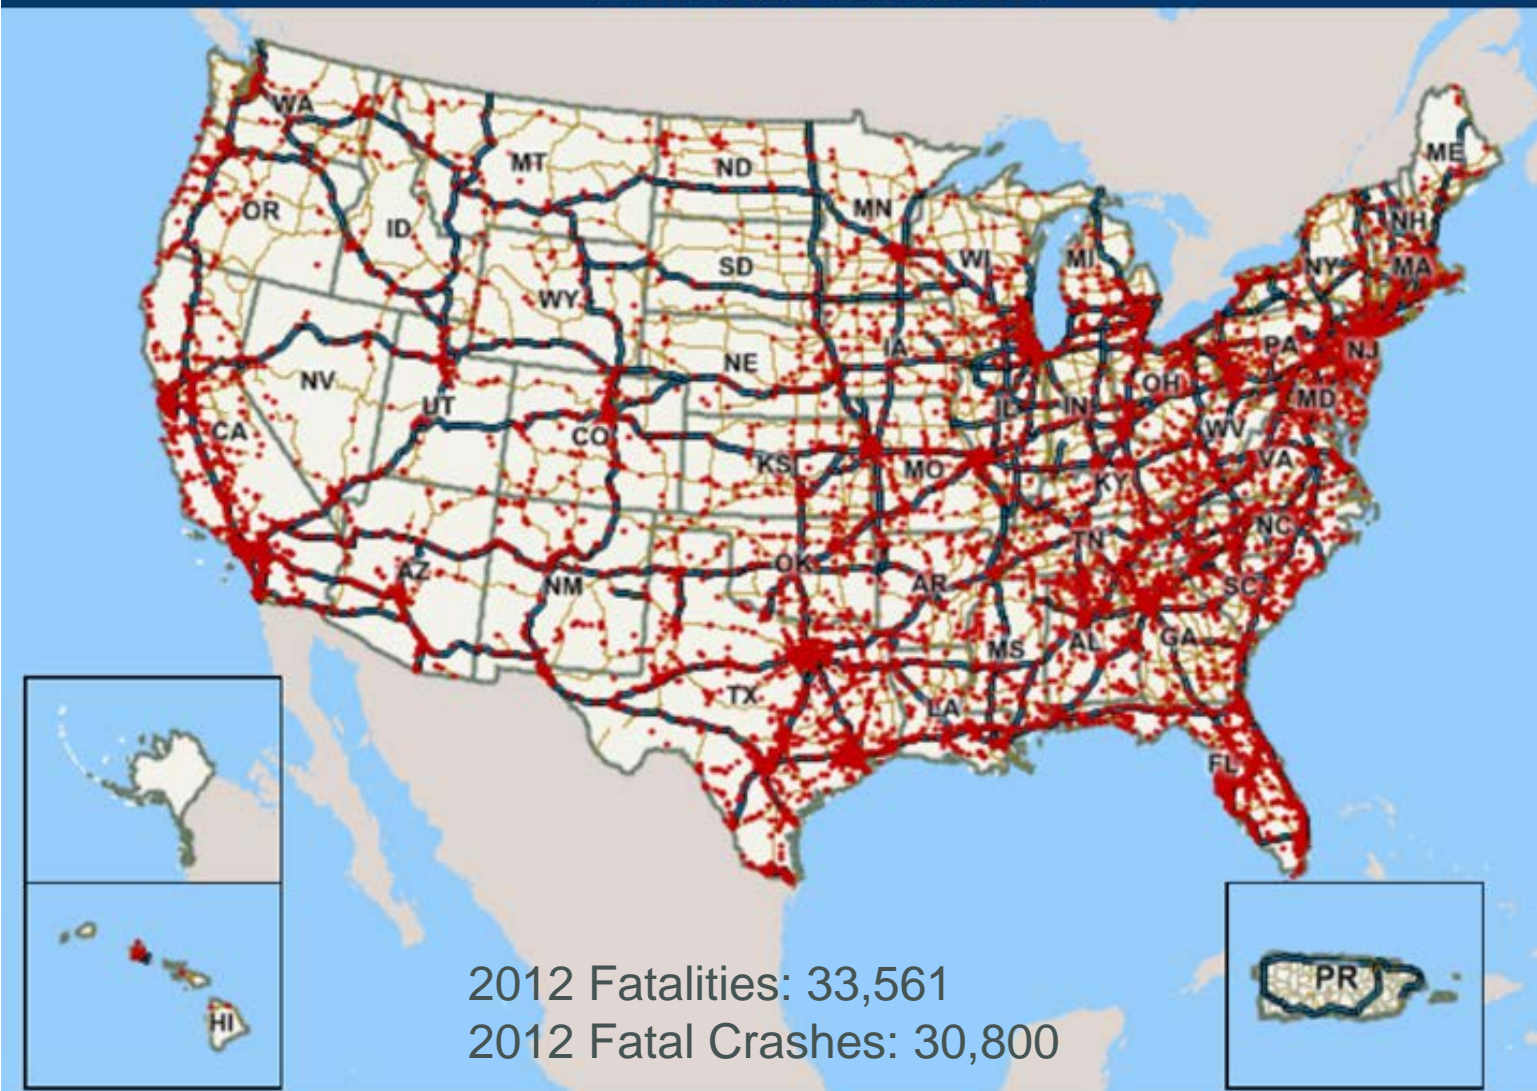 WA
MT
ND
MN
ME
OR
ID
SD
WI
MI
NY
NH
MA
WY
NE
IA
PA
NJ
NV
UT
CO
IL
IN
OH
MD
CA
KS
MO
WV
VA
KY
AZ
NM
OK
AR
TN
NC
SC
TX
LA
MS
AL
GA
FL
HI
PR
2012 Fatalities: 33,561
2012 Fatal Crashes: 30,800